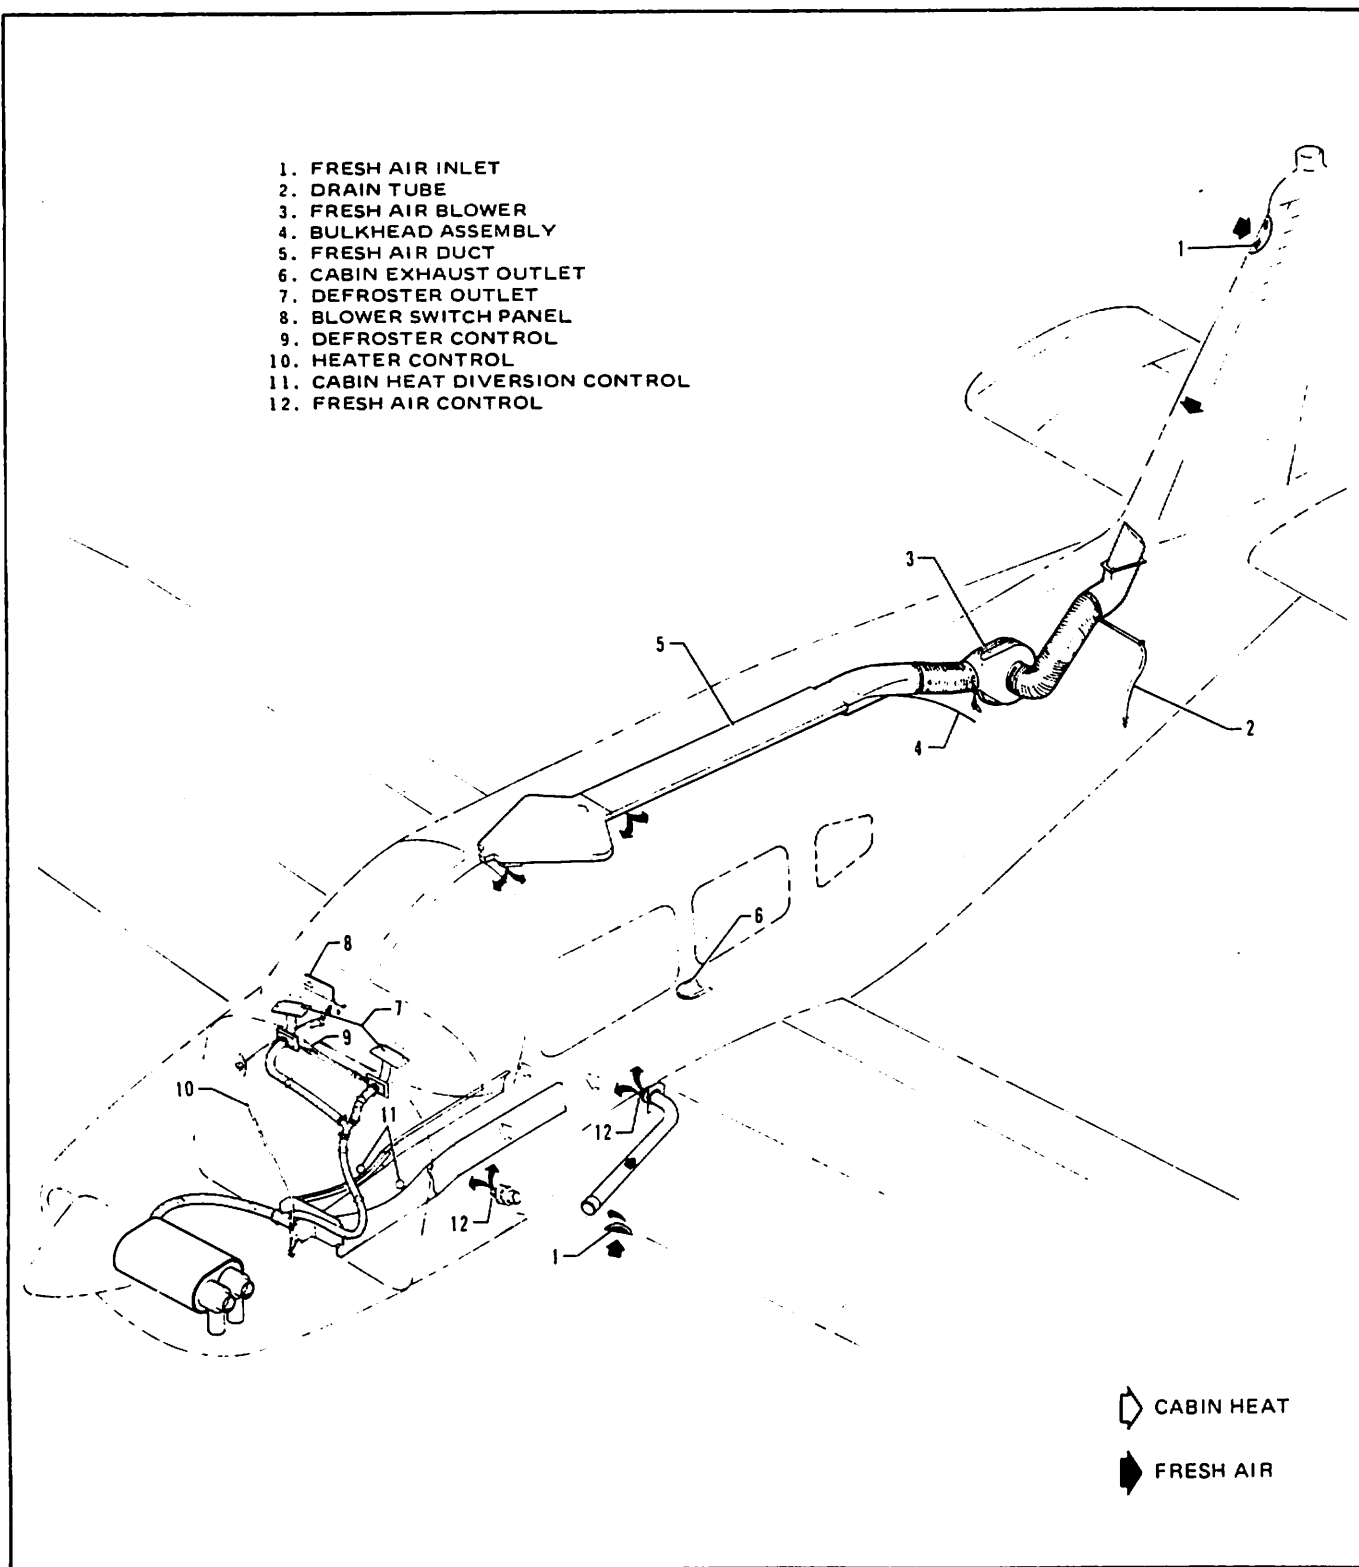 1. FRESH AIR INLET
2. DRAIN TUBE
3. FRESH AIR BLOWER
4. BULKHEAD ASSEMBLY
5. FRESH AIR DUCT
6. CABIN EXHAUST OUTLET
7. DEFROSTER OUTLET
8. BLOWER SWITCH PANEL
9. DEFROSTER CONTROL
10. HEATER CONTROL
11. CABIN HEAT DIVERSION CONTROL
12. FRESH AIR CONTROL
1
3
5
2
4
6
8
7
9
10
11
12
12
1
CABIN HEAT
FRESH AIR